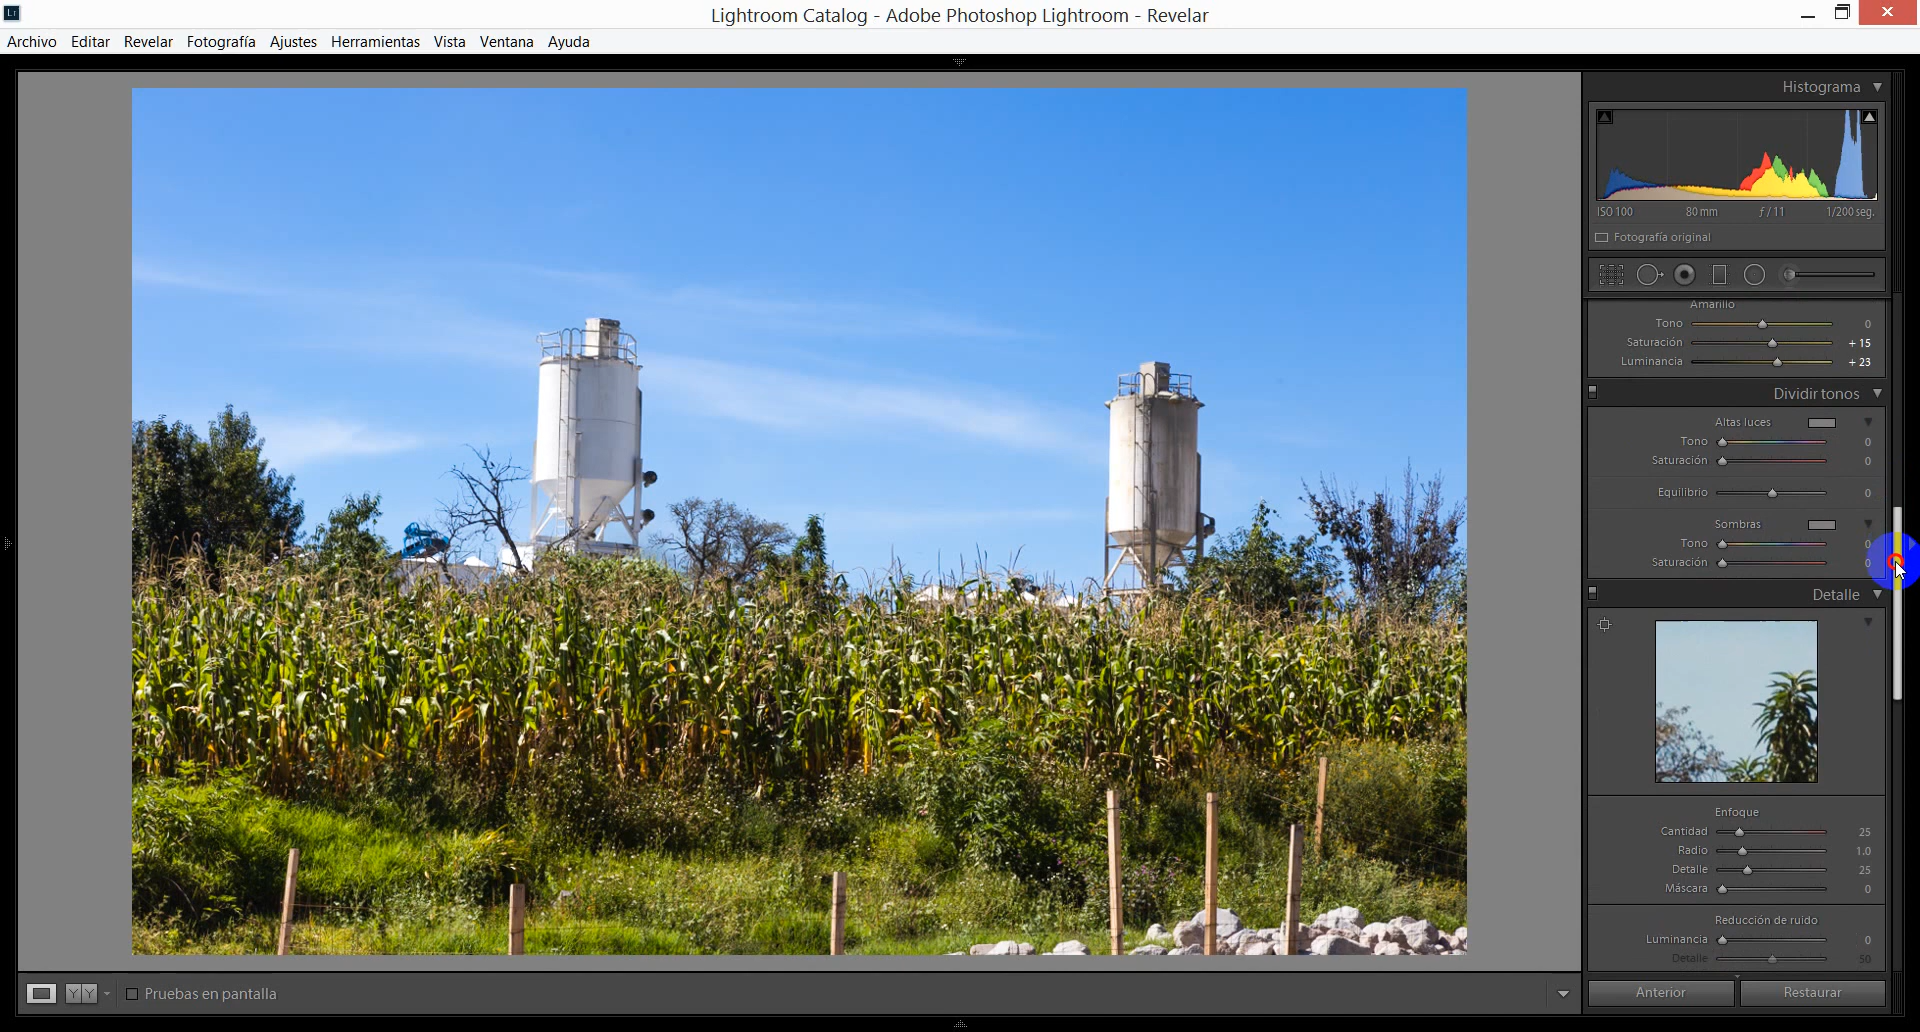 Lr
Lightroom Catalog - Adobe Photoshop Lightroom - Revelar
Archivo Editar Revelar Fotografía Ajustes Herramientas Vista Ventana Ayuda
Histograma
ISO 100 80 mm ƒ / 11 1/200 seg.
Fotografía original
Amarillo
Tono 0
Saturación + 15
Luminancia + 23
Dividir tonos
Altas luces
Tono 0
Saturación 0
Equilibrio 0
Sombras
Tono 0
Saturación 0
Detalle
Enfoque
Cantidad 25
Radio 1.0
Detalle 25
Máscara 0
Reducción de ruido
Luminancia 0
Detalle 50
Y Y Pruebas en pantalla
Anterior Restaurar